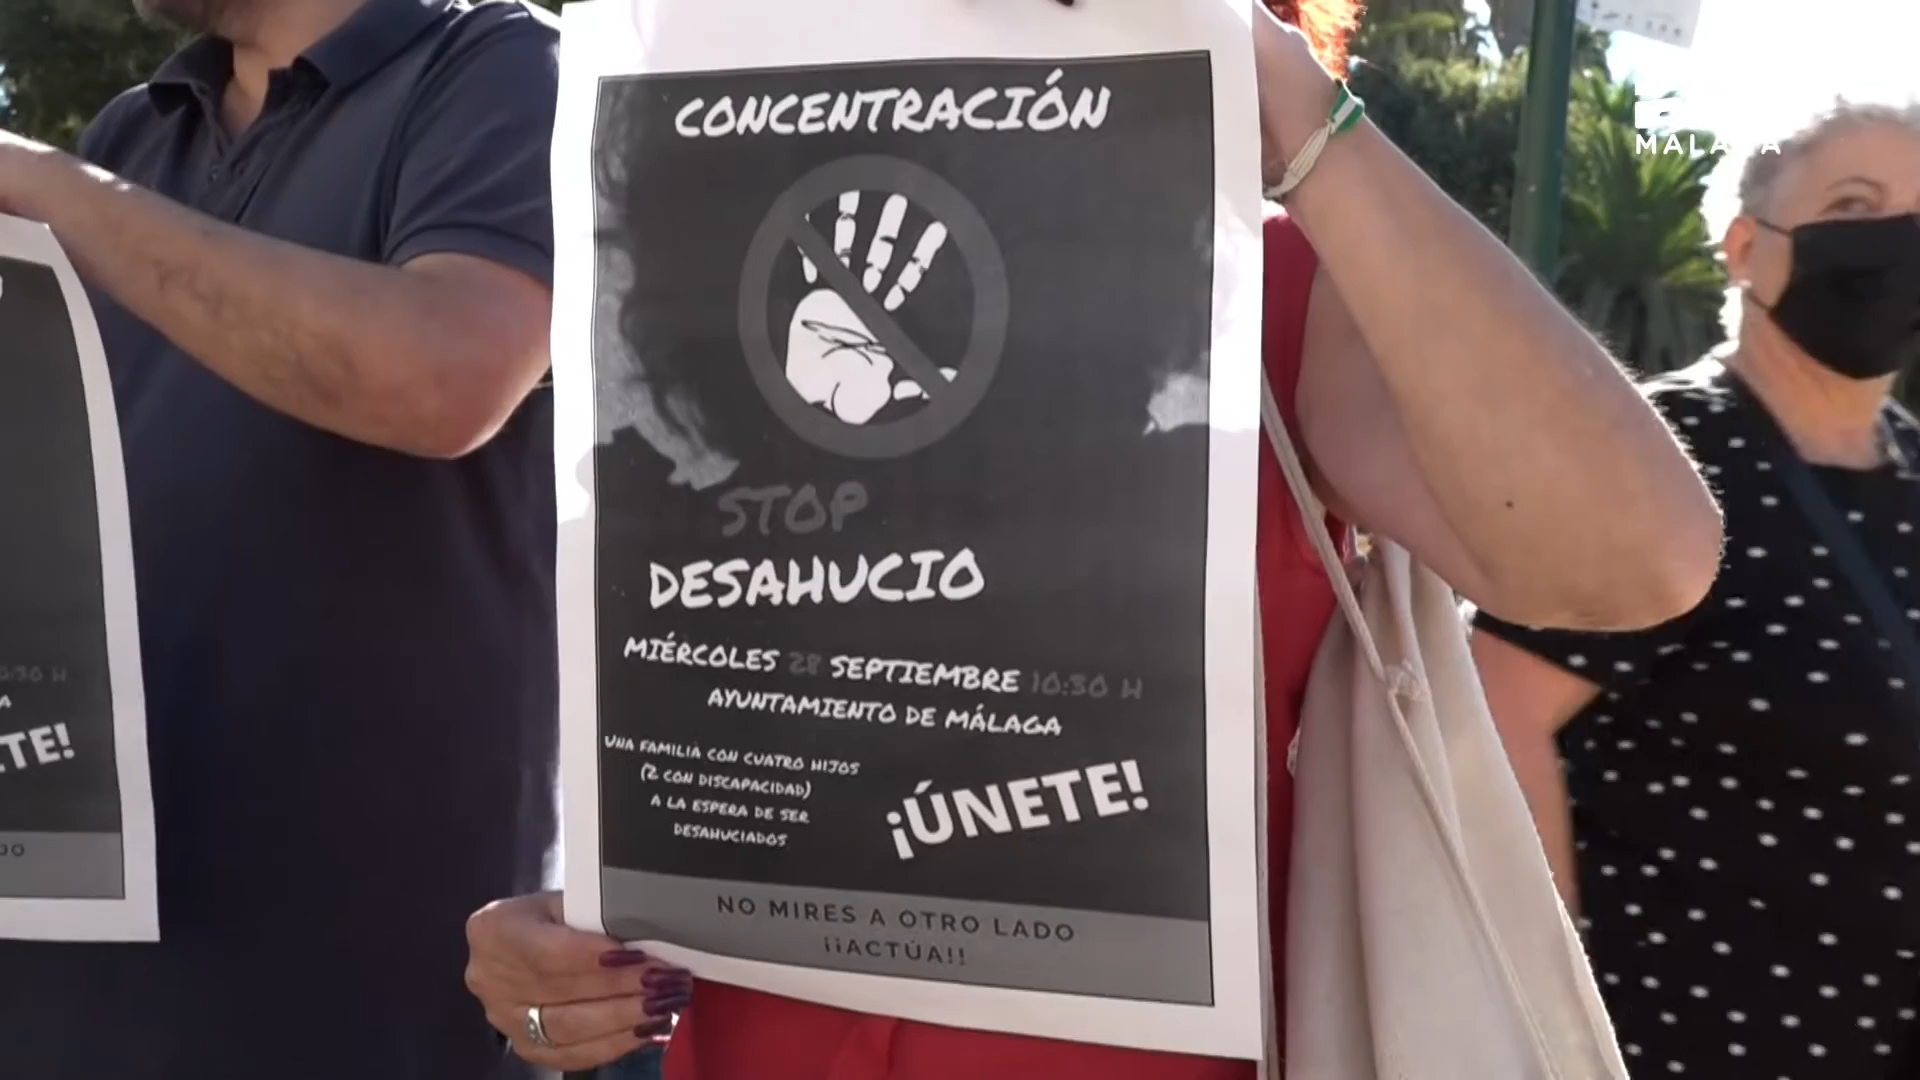 CONCENTRACIÓN
STOP
DESAHUCIO
MIÉRCOLES 28 SEPTIEMBRE 10:30 H
AYUNTAMIENTO DE MÁLAGA
UNA FAMILIA CON CUATRO HIJOS
(2 CON DISCAPACIDAD)
A LA ESPERA DE SER
DESAHUCIADOS
¡ÚNETE!
NO MIRES A OTRO LADO
¡¡ACTÚA!!
MÁLAGA